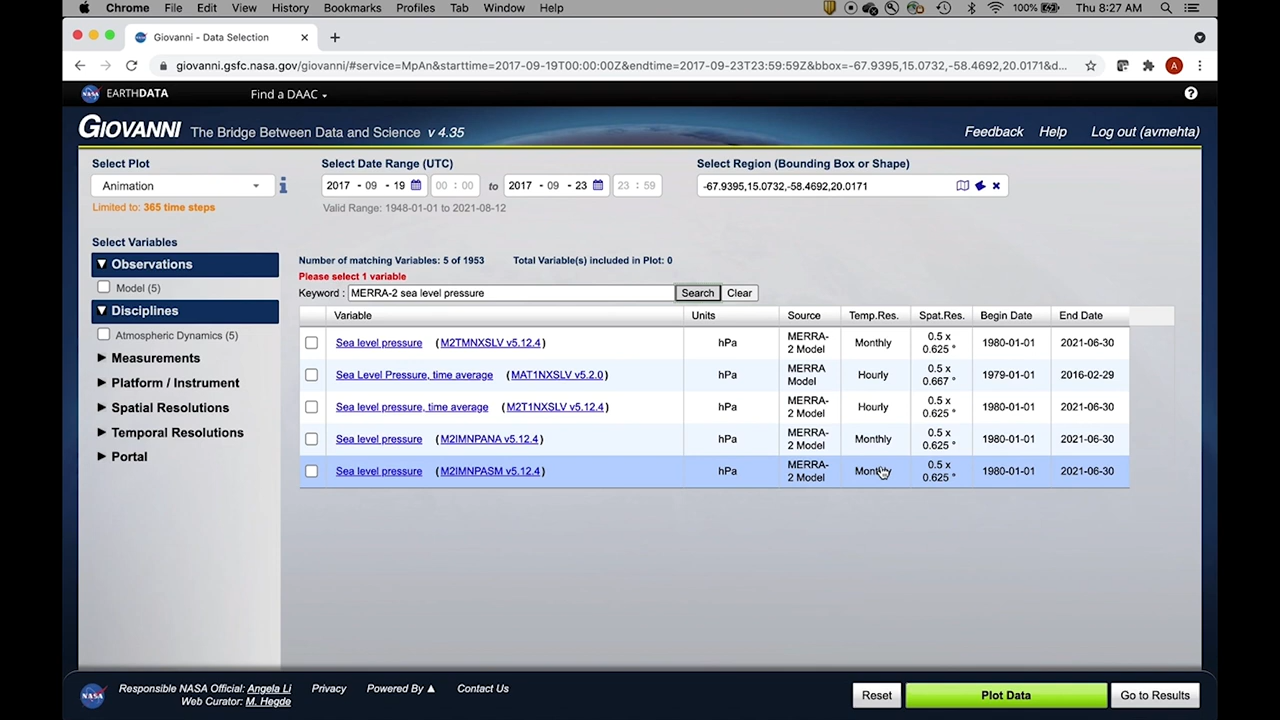 Chrome File Edit View History Bookmarks Profiles Tab Window Help 100% Thu 8:27 AM
Giovanni - Data Selection
giovanni.gsfc.nasa.gov/giovanni/#service=MpAn&starttime=2017-09-19T00:00:00Z&endtime=2017-09-23T23:59:59Z&bbox=-67.9395,15.0732,-58.4692,20.0171&d...
A
NASA EARTHDATA Find a DAAC
GIOVANNI The Bridge Between Data and Science v 4.35 Feedback Help Log out (avmehta)
Select Plot Select Date Range (UTC) Select Region (Bounding Box or Shape)
Animation 2017 - 09 - 19 00 : 00 to 2017 - 09 - 23 23 : 59 -67.9395,15.0732,-58.4692,20.0171
Limited to: 365 time steps Valid Range: 1948-01-01 to 2021-08-12
Select Variables
Observations
Model (5)
Disciplines
Atmospheric Dynamics (5)
Measurements
Platform / Instrument
Spatial Resolutions
Temporal Resolutions
Portal
Number of matching Variables: 5 of 1953 Total Variable(s) included in Plot: 0
Please select 1 variable
Keyword : MERRA-2 sea level pressure Search Clear
Variable Units Source Temp.Res. Spat.Res. Begin Date End Date
Sea level pressure (M2TMNXSLV v5.12.4) hPa MERRA-2 Model Monthly 0.5 x 0.625 ° 1980-01-01 2021-06-30
Sea Level Pressure, time average (MAT1NXSLV v5.2.0) hPa MERRA Model Hourly 0.5 x 0.667 ° 1979-01-01 2016-02-29
Sea level pressure, time average (M2T1NXSLV v5.12.4) hPa MERRA-2 Model Hourly 0.5 x 0.625 ° 1980-01-01 2021-06-30
Sea level pressure (M2IMNPANA v5.12.4) hPa MERRA-2 Model Monthly 0.5 x 0.625 ° 1980-01-01 2021-06-30
Sea level pressure (M2IMNPASM v5.12.4) hPa MERRA-2 Model Monthly 0.5 x 0.625 ° 1980-01-01 2021-06-30
NASA Responsible NASA Official: Angela Li Privacy Powered By Contact Us
Web Curator: M. Hegde
Reset Plot Data Go to Results